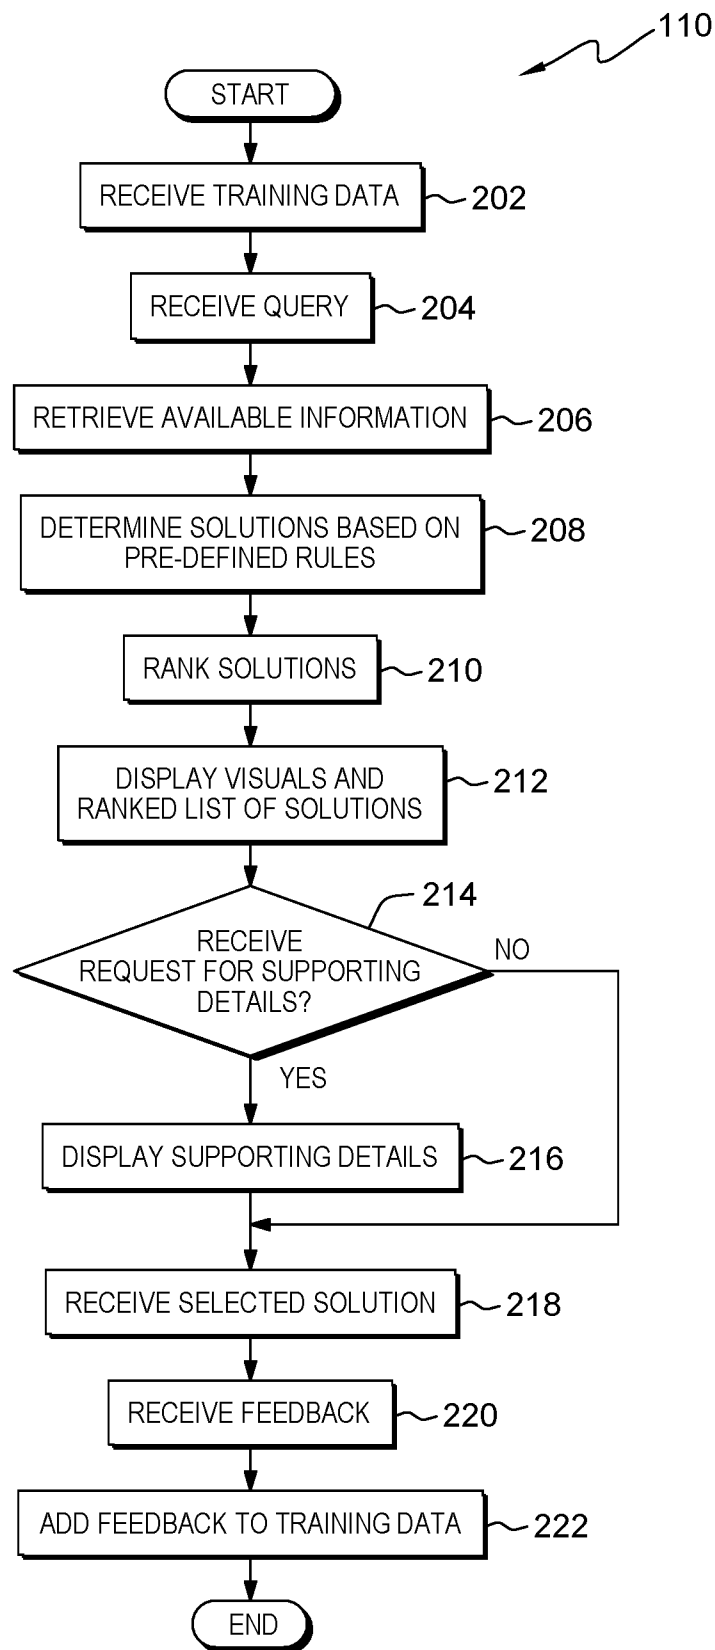 110
START
RECEIVE TRAINING DATA
202
RECEIVE QUERY
204
RETRIEVE AVAILABLE INFORMATION
206
DETERMINE SOLUTIONS BASED ON
PRE-DEFINED RULES
208
RANK SOLUTIONS
210
DISPLAY VISUALS AND
RANKED LIST OF SOLUTIONS
212
214
RECEIVE
REQUEST FOR SUPPORTING
DETAILS?
NO
YES
DISPLAY SUPPORTING DETAILS
216
RECEIVE SELECTED SOLUTION
218
RECEIVE FEEDBACK
220
ADD FEEDBACK TO TRAINING DATA
222
END